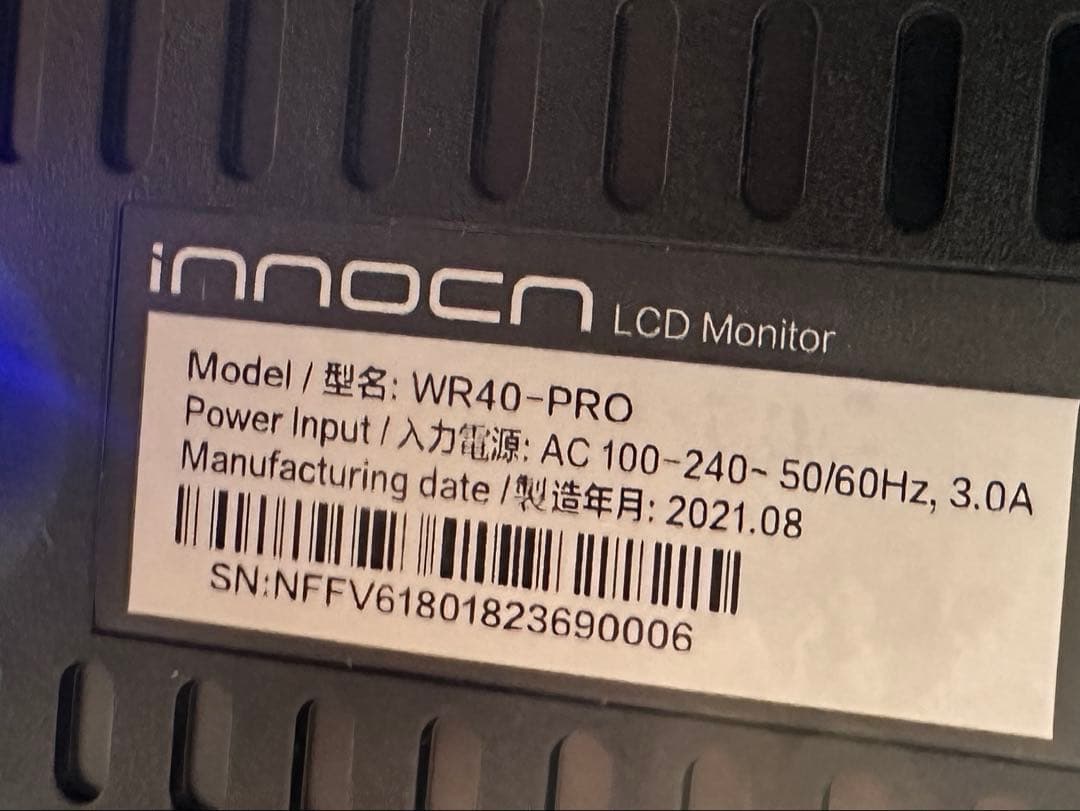 innocn LCD Monitor
Model / 型名: WR40-PRO
Power Input / 入力電源: AC 100-240~ 50/60Hz, 3.0A
Manufacturing date /製造年月: 2021.08
SN:NFFV61801823690006